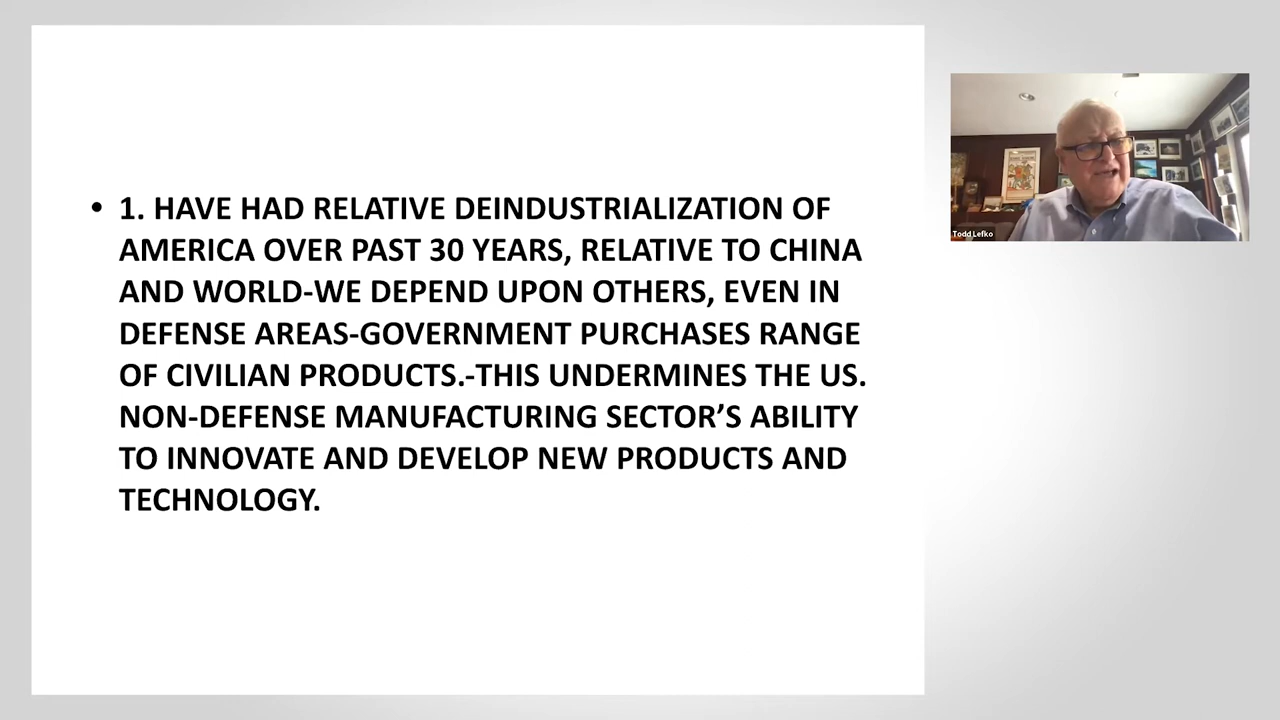 • 1. HAVE HAD RELATIVE DEINDUSTRIALIZATION OF
AMERICA OVER PAST 30 YEARS, RELATIVE TO CHINA
AND WORLD-WE DEPEND UPON OTHERS, EVEN IN
DEFENSE AREAS-GOVERNMENT PURCHASES RANGE
OF CIVILIAN PRODUCTS.-THIS UNDERMINES THE US.
NON-DEFENSE MANUFACTURING SECTOR’S ABILITY
TO INNOVATE AND DEVELOP NEW PRODUCTS AND
TECHNOLOGY.
Todd Lefko